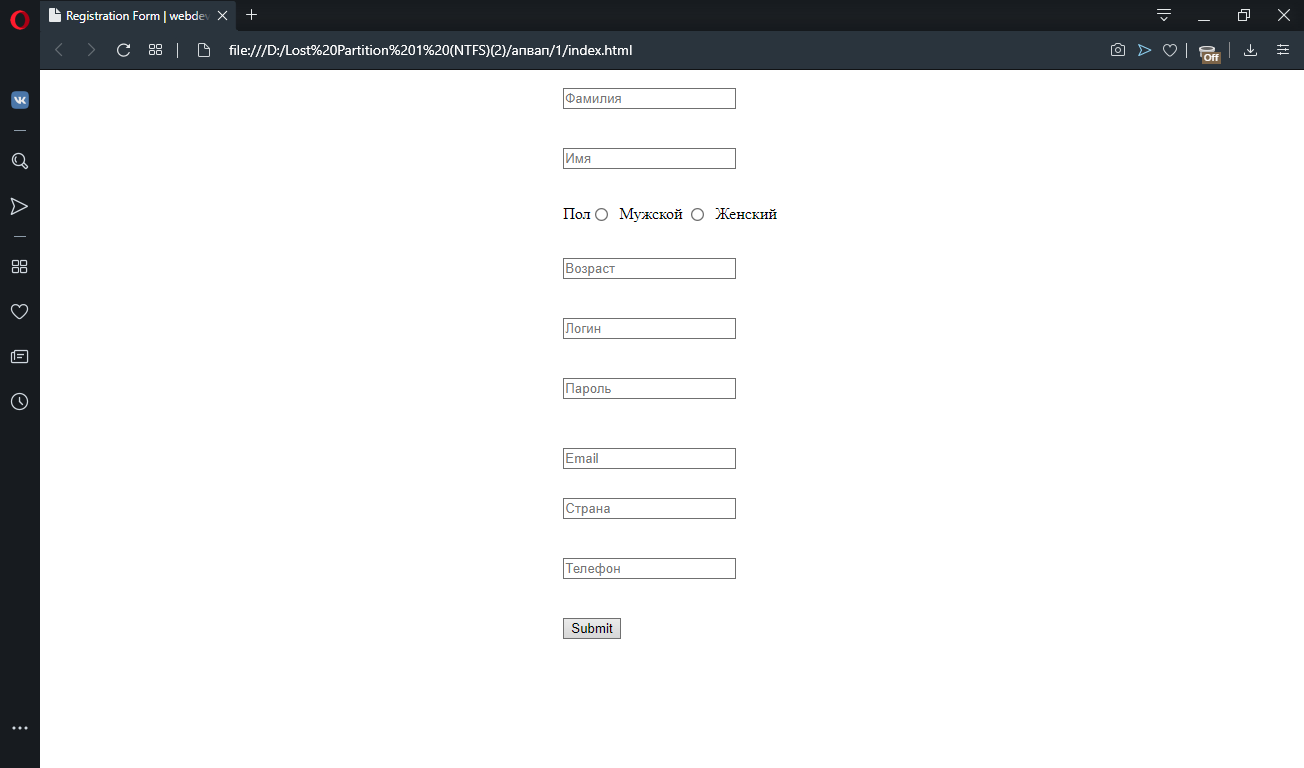 Registration Form | webdev
file:///D:/Lost%20Partition%201%20(NTFS)(2)/апвап/1/index.html
Off
Фамилия
Имя
Пол Мужской Женский
Возраст
Логин
Пароль
Email
Страна
Телефон
Submit